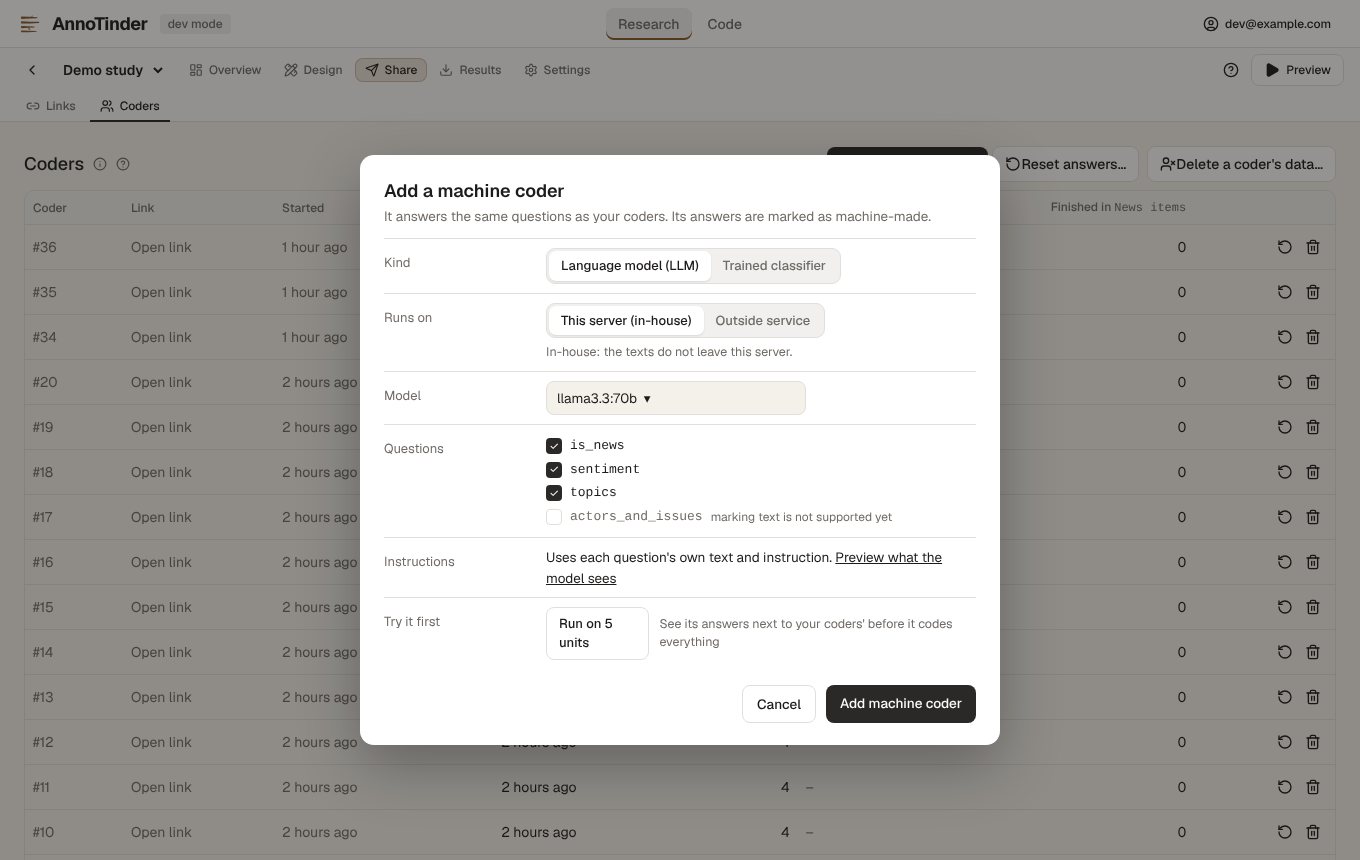 AnnoTinder dev mode Research Code dev@example.com
Demo study Overview Design Share Results Settings Preview
Links Coders
Coders Reset answers... Delete a coder's data...
Coder Link Started Finished in News items
#36 Open link 1 hour ago 0
#35 Open link 1 hour ago 0
#34 Open link 1 hour ago 0
#20 Open link 2 hours ago 0
#19 Open link 2 hours ago 0
#18 Open link 2 hours ago 0
#17 Open link 2 hours ago 0
#16 Open link 2 hours ago 0
#15 Open link 2 hours ago 0
#14 Open link 2 hours ago 0
#13 Open link 2 hours ago 0
#12 Open link 2 hours ago 2 hours ago 0
#11 Open link 2 hours ago 2 hours ago 4 – 0
#10 Open link 2 hours ago 2 hours ago 4 – 0
Add a machine coder
It answers the same questions as your coders. Its answers are marked as machine-made.
Kind Language model (LLM) Trained classifier
Runs on This server (in-house) Outside service
In-house: the texts do not leave this server.
Model llama3.3:70b ▾
Questions is_news
sentiment
topics
actors_and_issues marking text is not supported yet
Instructions Uses each question's own text and instruction. Preview what the
model sees
Try it first Run on 5
units
See its answers next to your coders' before it codes
everything
Cancel Add machine coder